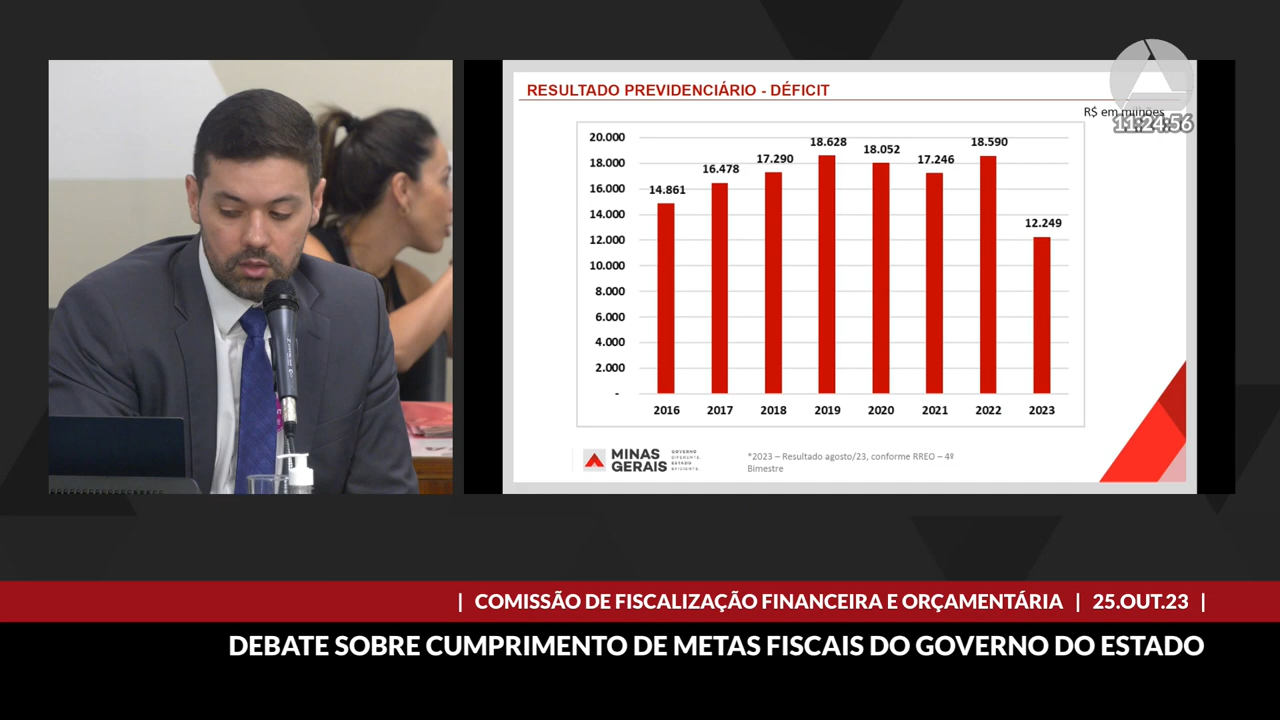 RESULTADO PREVIDENCIÁRIO - DÉFICIT
R$ em milhões
11:24:56
20.000
18.000
16.000
14.000
12.000
10.000
8.000
6.000
4.000
2.000
-
14.861
16.478
17.290
18.628
18.052
17.246
18.590
12.249
2016 2017 2018 2019 2020 2021 2022 2023
MINAS
GERAIS
GOVERNO
DIFERENTE.
ESTADO
EFICIENTE.
*2023 – Resultado agosto/23, conforme RREO – 4º
Bimestre
| COMISSÃO DE FISCALIZAÇÃO FINANCEIRA E ORÇAMENTÁRIA | 25.OUT.23 |
DEBATE SOBRE CUMPRIMENTO DE METAS FISCAIS DO GOVERNO DO ESTADO